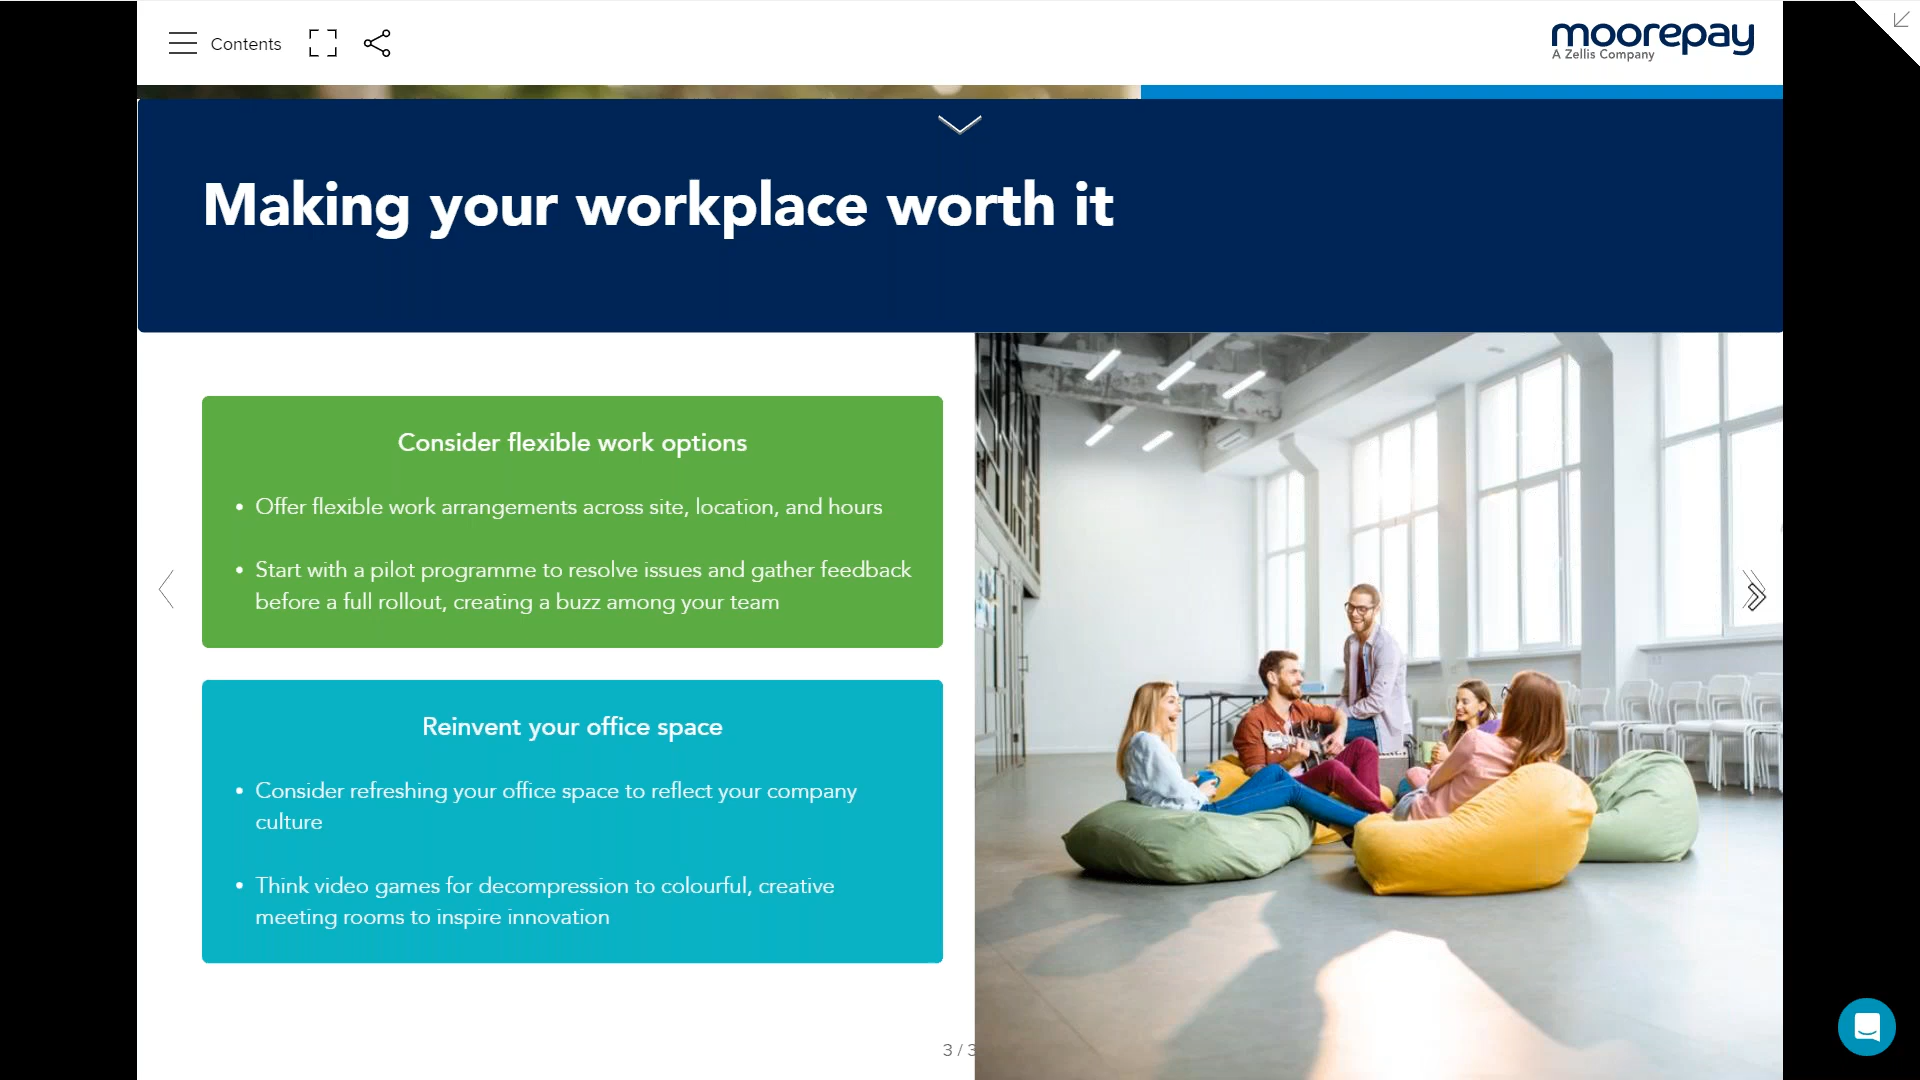 Contents
moorepay
A Zellis Company
Making your workplace worth it
Consider flexible work options
• Offer flexible work arrangements across site, location, and hours
• Start with a pilot programme to resolve issues and gather feedback
before a full rollout, creating a buzz among your team
Reinvent your office space
• Consider refreshing your office space to reflect your company
culture
• Think video games for decompression to colourful, creative
meeting rooms to inspire innovation
3 / 3